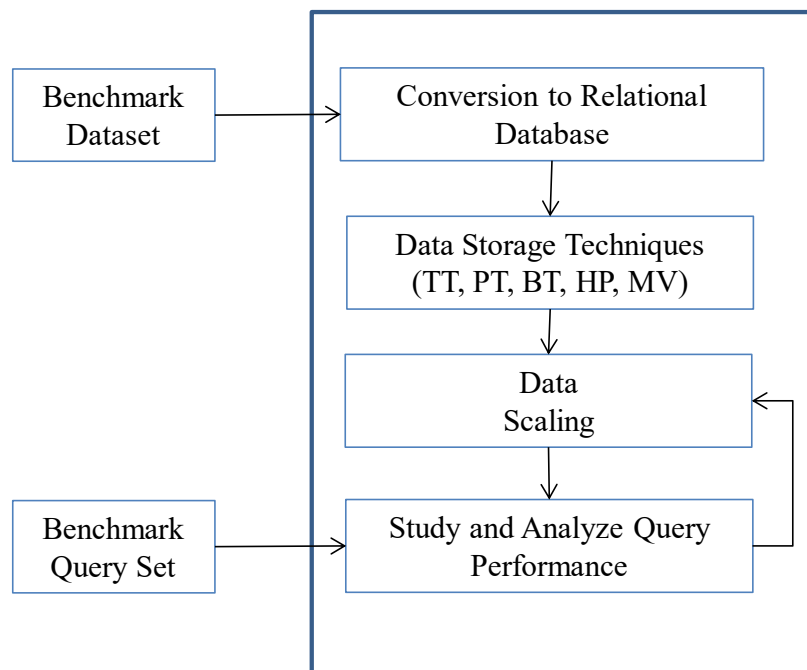 Benchmark
Dataset
Conversion to Relational
Database
Data Storage Techniques
(TT, PT, BT, HP, MV)
Data
Scaling
Benchmark
Query Set
Study and Analyze Query
Performance